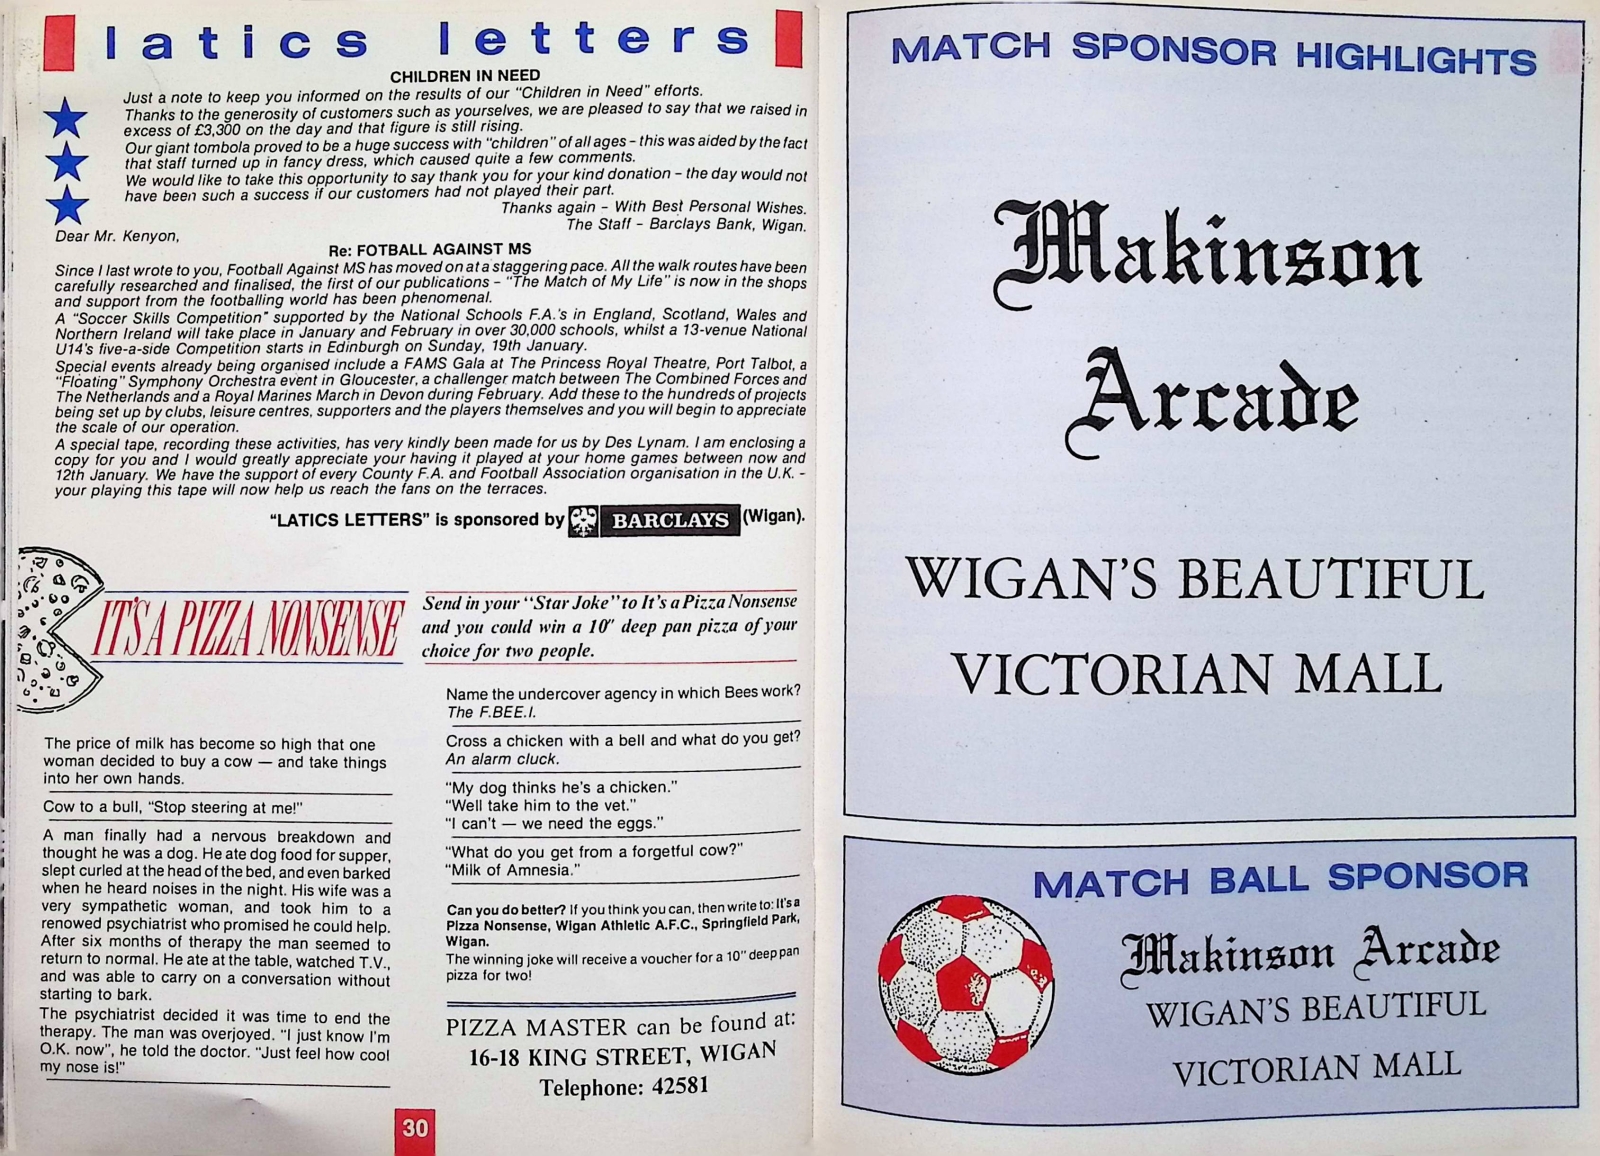 latics letters
CHILDREN IN NEED
Just a note to keep you informed on the results of our "Children in Need" efforts.
Thanks to the generosity of customers such as yourselves, we are pleased to say that we raised in
excess of £3,300 on the day and that figure is still rising.
Our giant tombola proved to be a huge success with "children" of all ages – this was aided by the fact
that staff turned up in fancy dress, which caused quite a few comments.
We would like to take this opportunity to say thank you for your kind donation – the day would not
have been such a success if our customers had not played their part.
Thanks again – With Best Personal Wishes.
The Staff – Barclays Bank, Wigan.
Dear Mr. Kenyon,
Re: FOTBALL AGAINST MS
Since I last wrote to you, Football Against MS has moved on at a staggering pace. All the walk routes have been
carefully researched and finalised, the first of our publications – "The Match of My Life" is now in the shops
and support from the footballing world has been phenomenal.
A "Soccer Skills Competition" supported by the National Schools F.A.'s in England, Scotland, Wales and
Northern Ireland will take place in January and February in over 30,000 schools, whilst a 13-venue National
U14's five-a-side Competition starts in Edinburgh on Sunday, 19th January.
Special events already being organised include a FAMS Gala at The Princess Royal Theatre, Port Talbot, a
"Floating" Symphony Orchestra event in Gloucester, a challenger match between The Combined Forces and
The Netherlands and a Royal Marines March in Devon during February. Add these to the hundreds of projects
being set up by clubs, leisure centres, supporters and the players themselves and you will begin to appreciate
the scale of our operation.
A special tape, recording these activities, has very kindly been made for us by Des Lynam. I am enclosing a
copy for you and I would greatly appreciate your having it played at your home games between now and
12th January. We have the support of every County F.A. and Football Association organisation in the U.K. -
your playing this tape will now help us reach the fans on the terraces.
"LATICS LETTERS" is sponsored by BARCLAYS (Wigan).
IT'S A PIZZA NONSENSE
Send in your "Star Joke" to It's a Pizza Nonsense
and you could win a 10" deep pan pizza of your
choice for two people.
The price of milk has become so high that one
woman decided to buy a cow — and take things
into her own hands.
Cow to a bull, "Stop steering at me!"
A man finally had a nervous breakdown and
thought he was a dog. He ate dog food for supper,
slept curled at the head of the bed, and even barked
when he heard noises in the night. His wife was a
very sympathetic woman, and took him to a
renowed psychiatrist who promised he could help.
After six months of therapy the man seemed to
return to normal. He ate at the table, watched T.V.,
and was able to carry on a conversation without
starting to bark.
The psychiatrist decided it was time to end the
therapy. The man was overjoyed. "I just know I'm
O.K. now", he told the doctor. "Just feel how cool
my nose is!"
Name the undercover agency in which Bees work?
The F.BEE.I.
Cross a chicken with a bell and what do you get?
An alarm cluck.
"My dog thinks he's a chicken."
"Well take him to the vet."
"I can't — we need the eggs."
"What do you get from a forgetful cow?"
"Milk of Amnesia."
Can you do better? If you think you can, then write to: It's a
Pizza Nonsense, Wigan Athletic A.F.C., Springfield Park,
Wigan.
The winning joke will receive a voucher for a 10" deep pan
pizza for two!
PIZZA MASTER can be found at:
16-18 KING STREET, WIGAN
Telephone: 42581
30
MATCH SPONSOR HIGHLIGHTS
Makinson
Arcade
WIGAN'S BEAUTIFUL
VICTORIAN MALL
MATCH BALL SPONSOR
Makinson Arcade
WIGAN'S BEAUTIFUL
VICTORIAN MALL